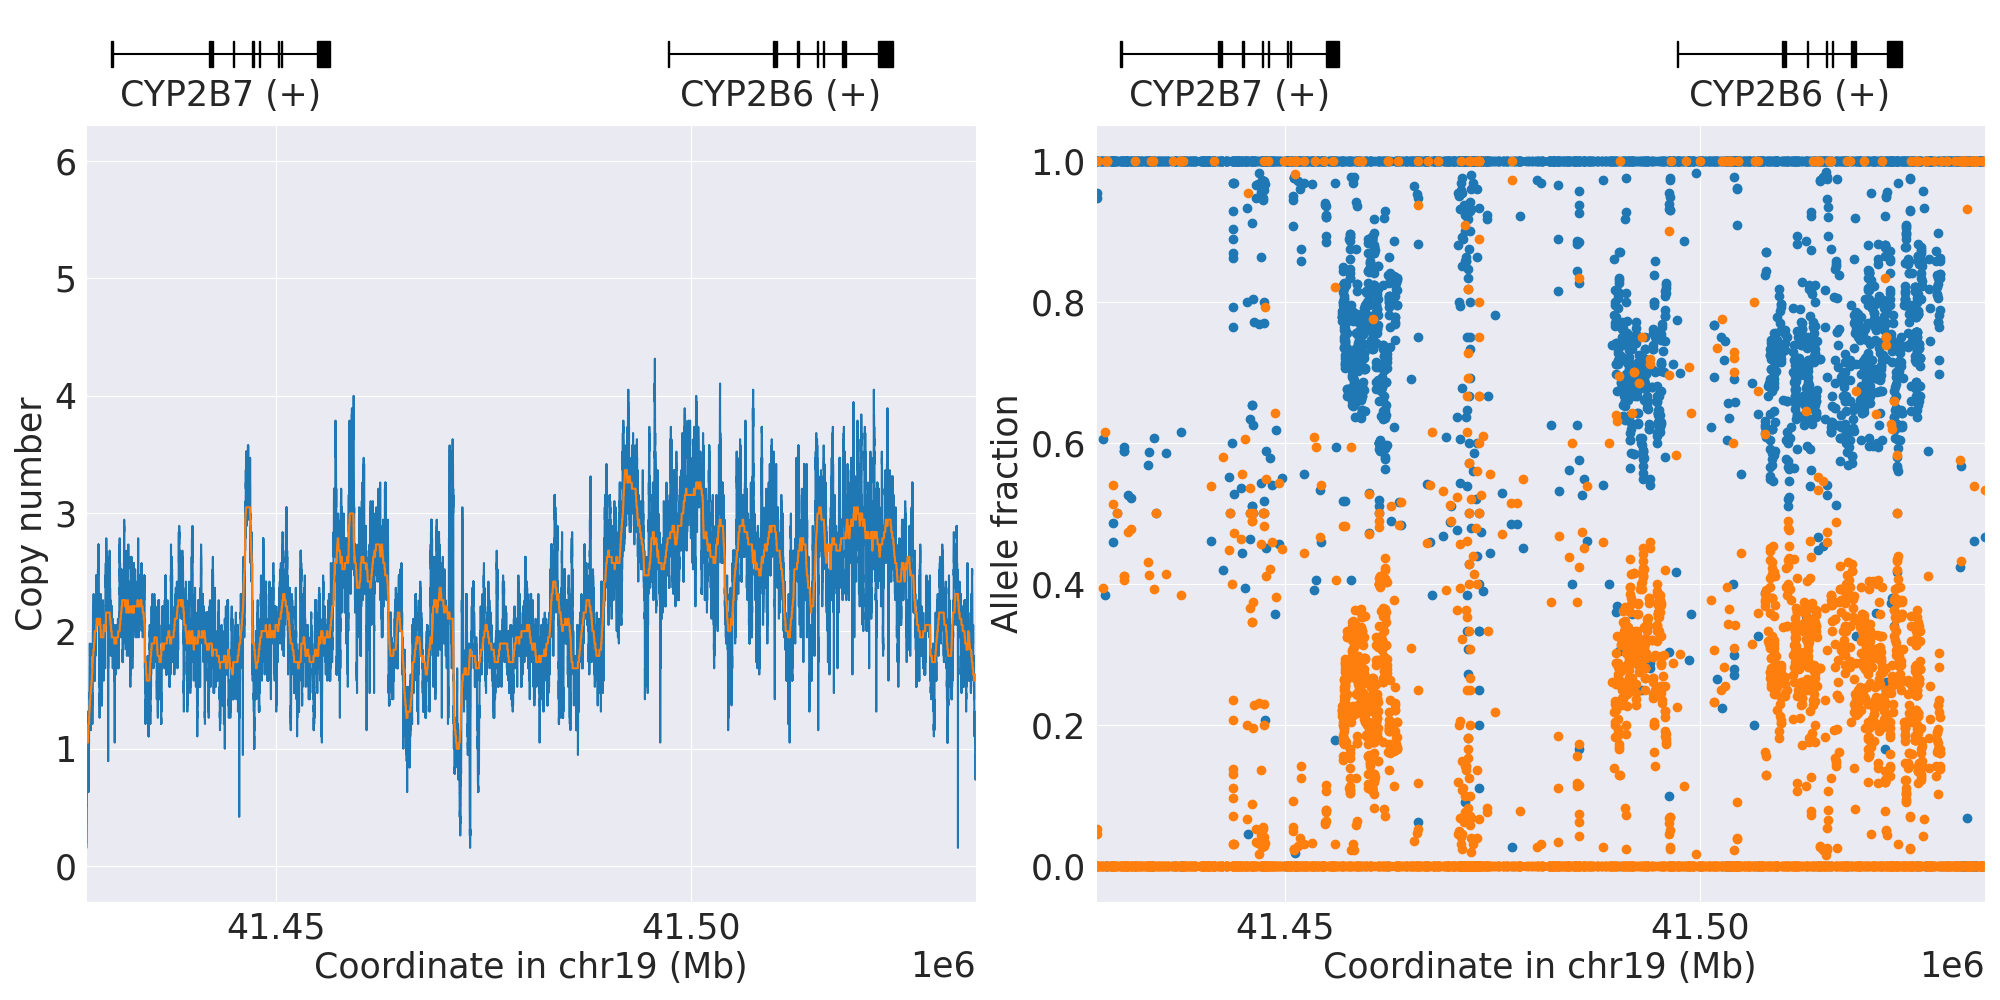 CYP2B7 (+)
CYP2B6 (+)
Copy number
6
5
4
3
2
1
0
41.45
41.50
Coordinate in chr19 (Mb)
1e6
CYP2B7 (+)
CYP2B6 (+)
Allele fraction
1.0
0.8
0.6
0.4
0.2
0.0
41.45
41.50
Coordinate in chr19 (Mb)
1e6